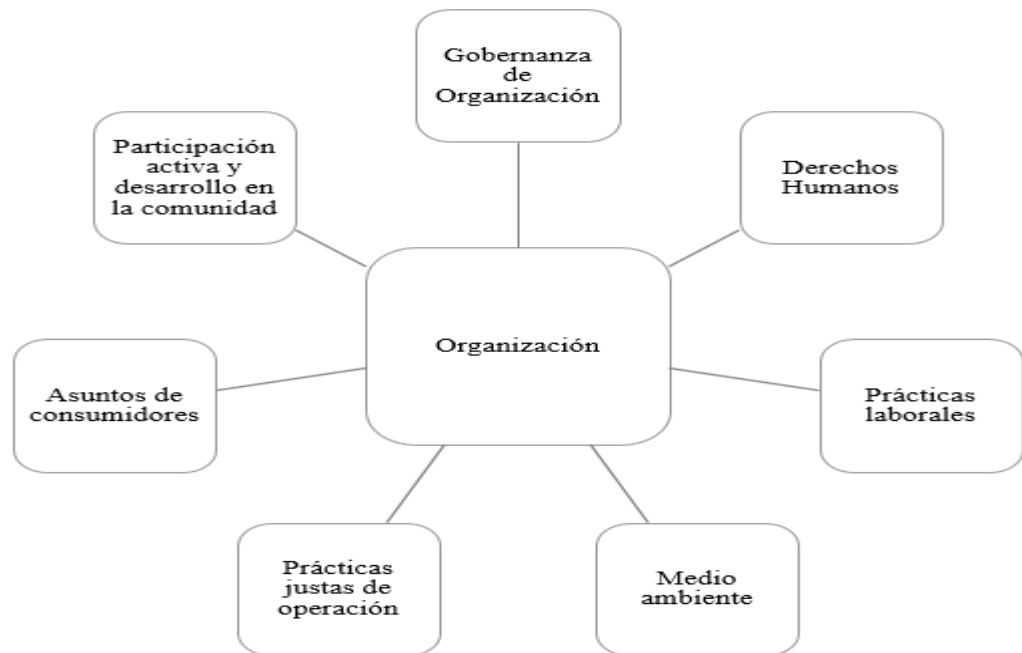 Gobernanza
de
Organización
Participación
activa y
desarrollo en
la comunidad
Derechos
Humanos
Organización
Asuntos de
consumidores
Prácticas
laborales
Prácticas
justas de
operación
Medio
ambiente